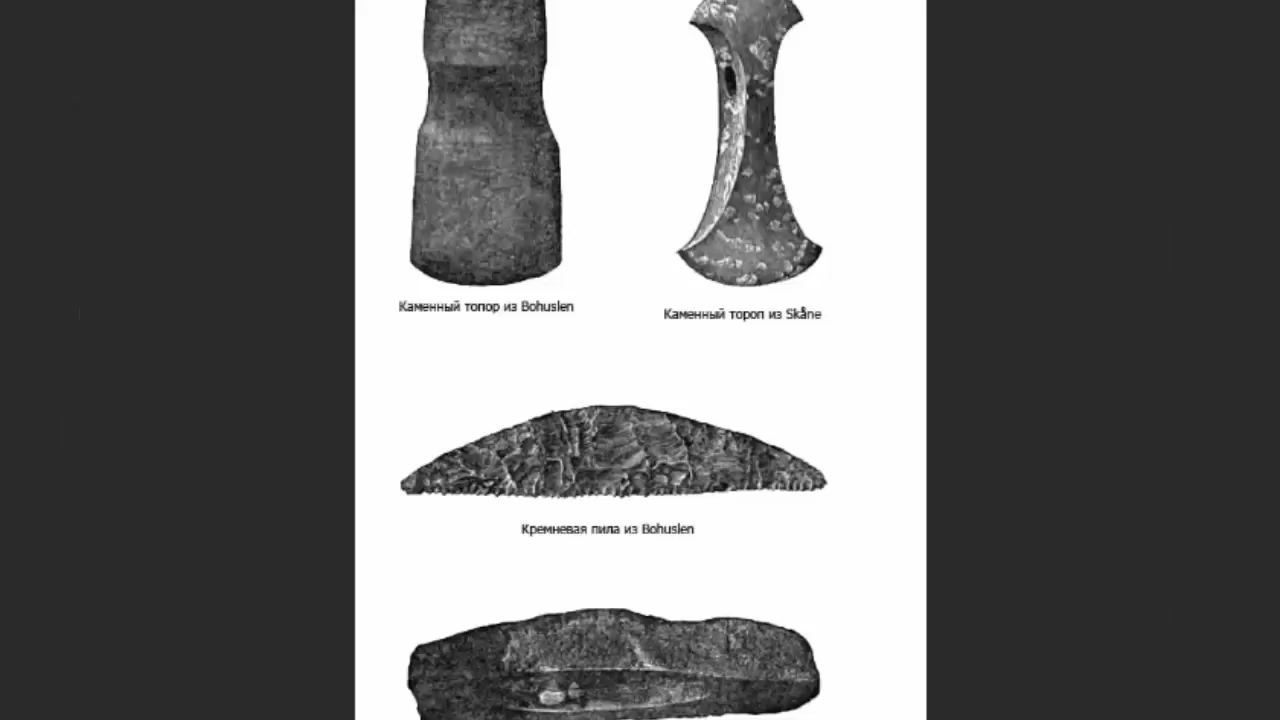 Каменный топор из Bohuslen
Каменный тороп из Skåne
Кремневая пила из Bohuslen